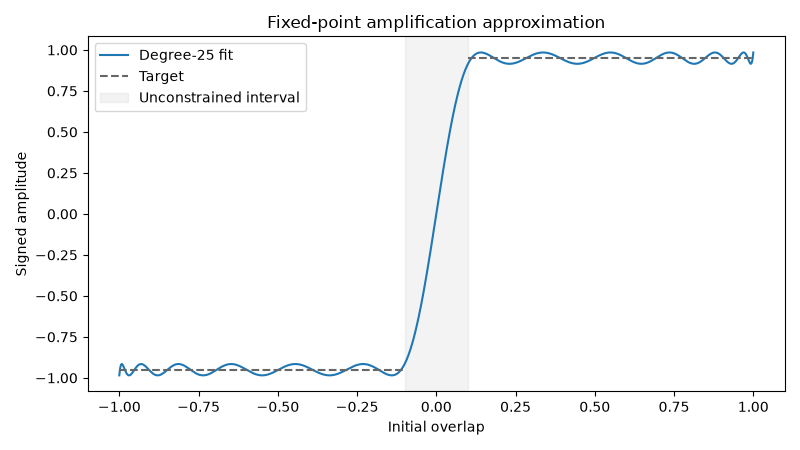 Fixed-point amplification approximation
Degree-25 fit
Target
Unconstrained interval
Signed amplitude
1.00
0.75
0.50
0.25
0.00
−0.25
−0.50
−0.75
−1.00
−1.00 −0.75 −0.50 −0.25 0.00 0.25 0.50 0.75 1.00
Initial overlap